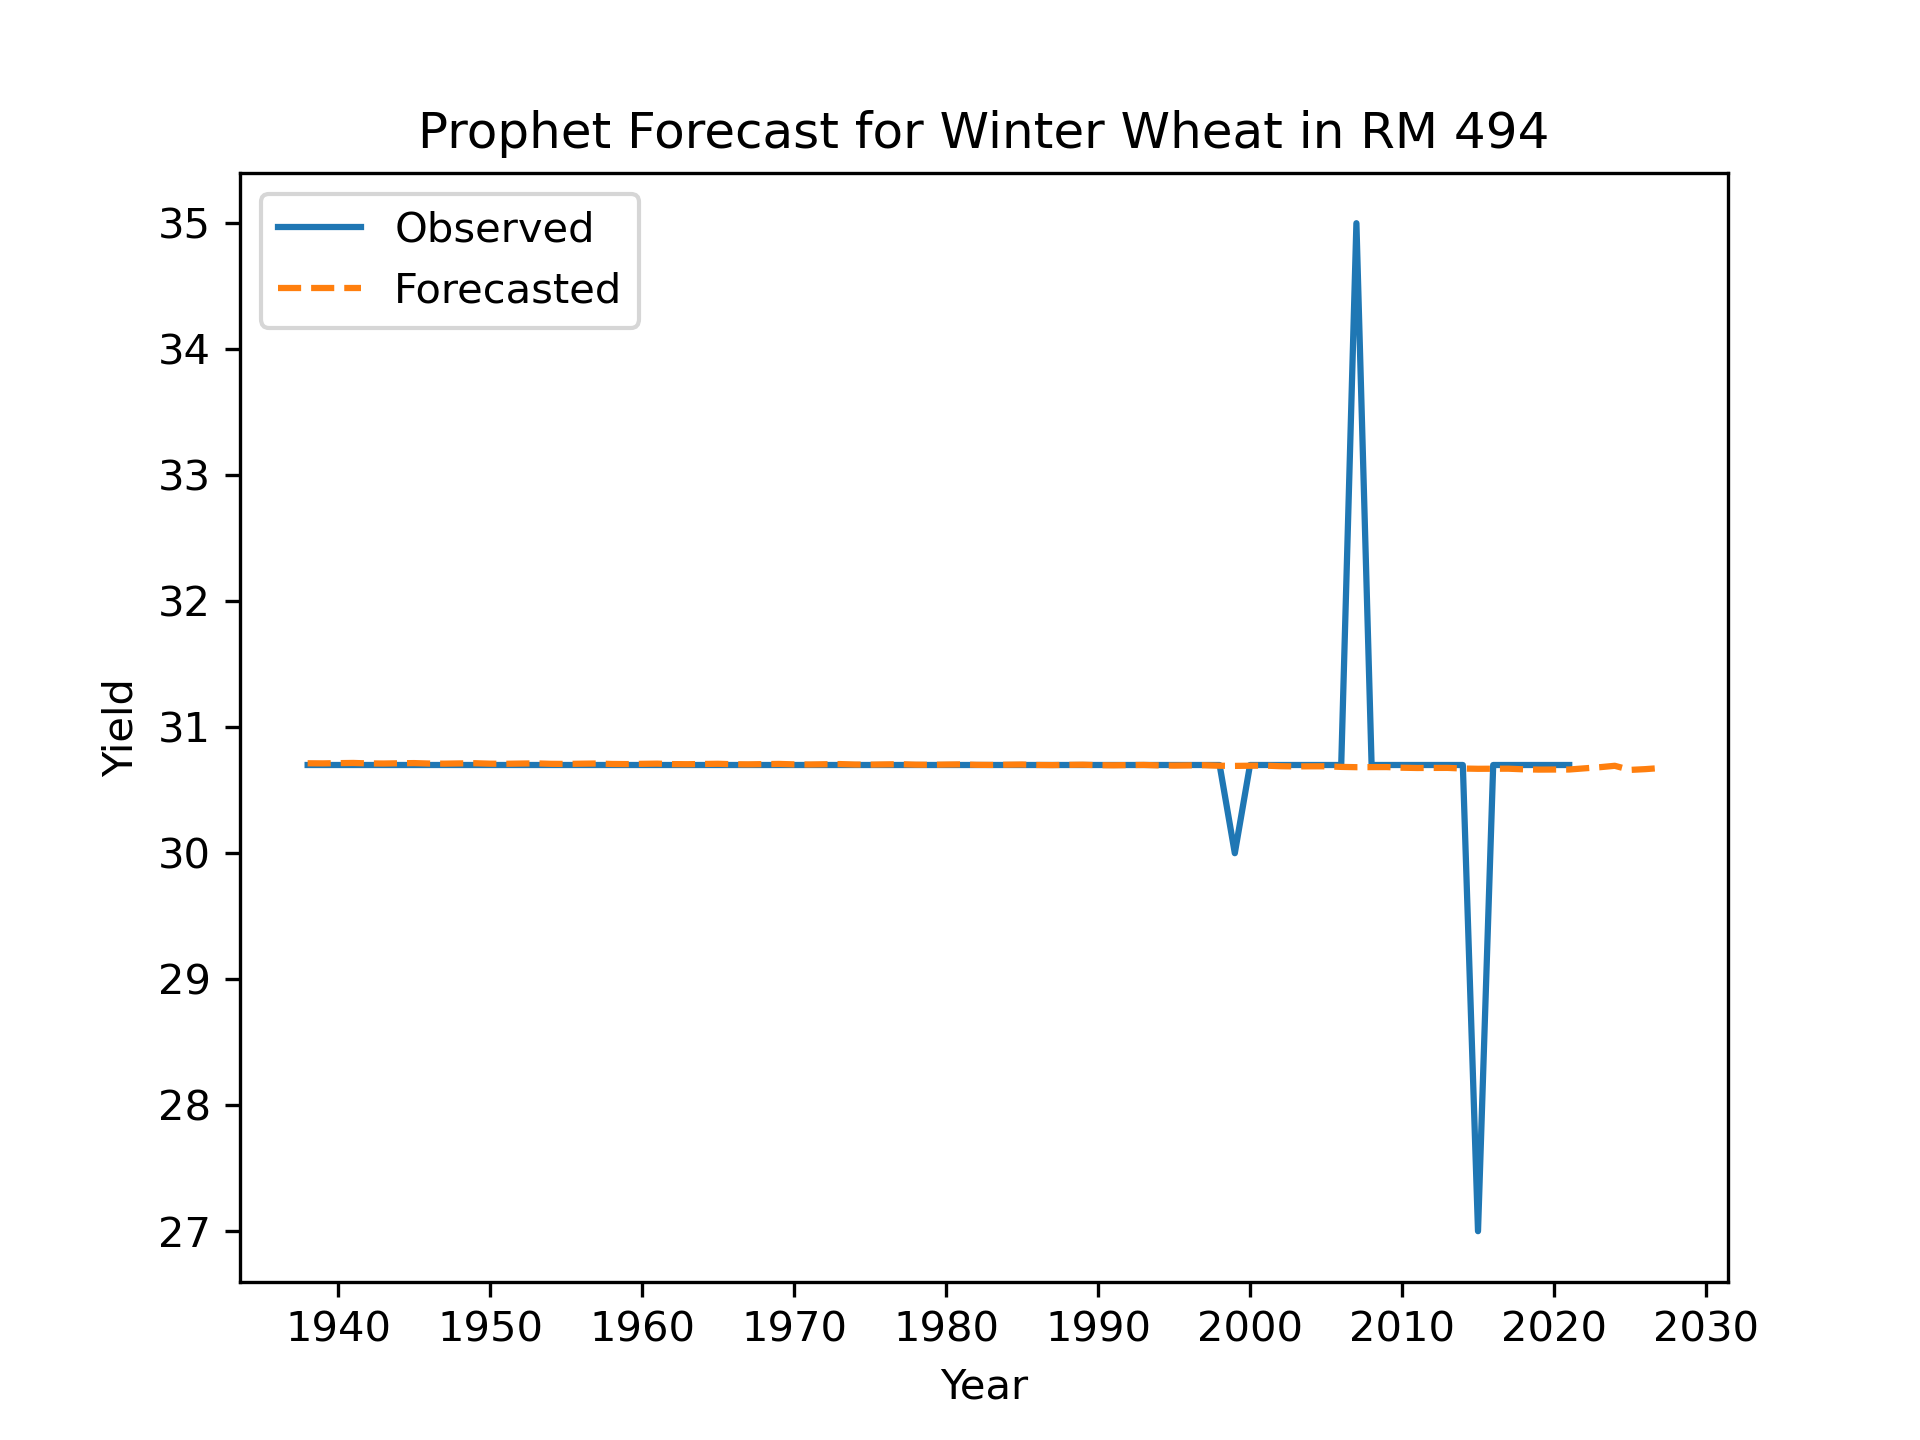 Prophet Forecast for Winter Wheat in RM 494
Observed
Forecasted
35
34
33
32
31
30
29
28
27
Yield
1940 1950 1960 1970 1980 1990 2000 2010 2020 2030
Year